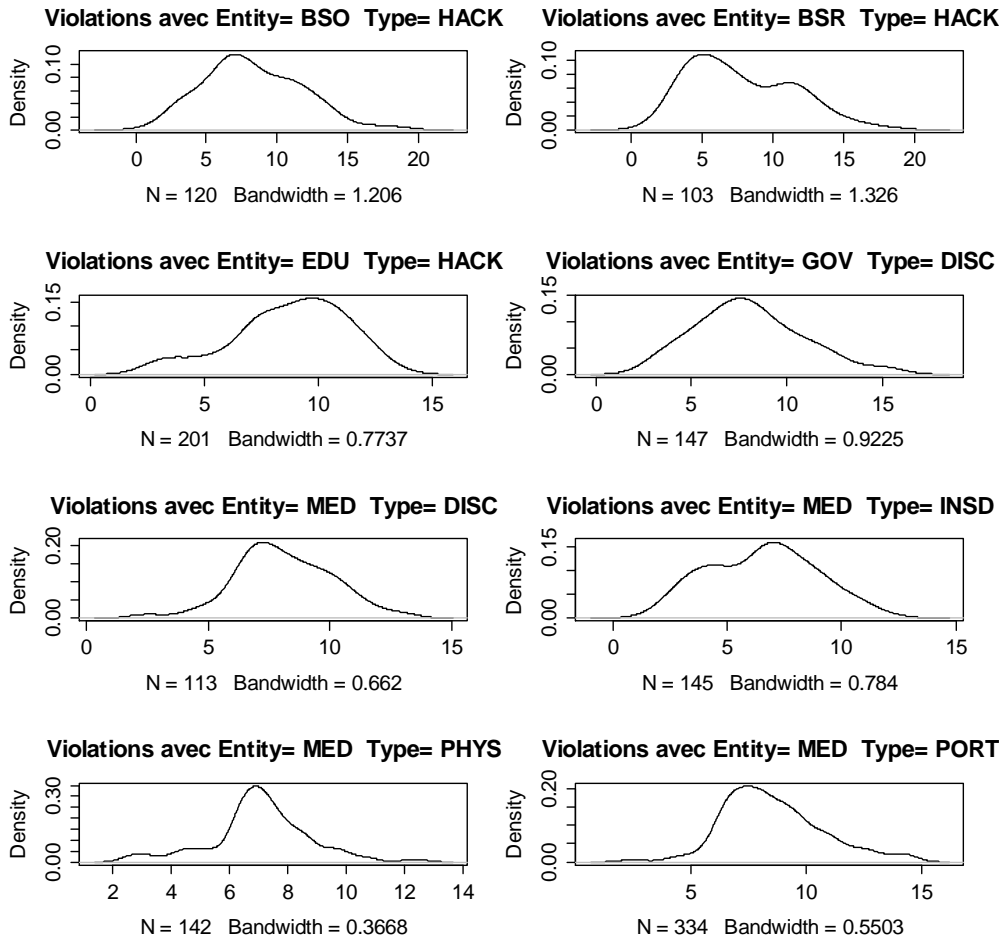 Violations avec Entity= BSO Type= HACK
Density
0.00 0.10
0 5 10 15 20
N = 120 Bandwidth = 1.206
Violations avec Entity= BSR Type= HACK
Density
0.00 0.10
0 5 10 15 20
N = 103 Bandwidth = 1.326
Violations avec Entity= EDU Type= HACK
Density
0.00 0.15
0 5 10 15
N = 201 Bandwidth = 0.7737
Violations avec Entity= GOV Type= DISC
Density
0.00 0.15
0 5 10 15
N = 147 Bandwidth = 0.9225
Violations avec Entity= MED Type= DISC
Density
0.00 0.20
0 5 10 15
N = 113 Bandwidth = 0.662
Violations avec Entity= MED Type= INSD
Density
0.00 0.15
0 5 10 15
N = 145 Bandwidth = 0.784
Violations avec Entity= MED Type= PHYS
Density
0.00 0.30
2 4 6 8 10 12 14
N = 142 Bandwidth = 0.3668
Violations avec Entity= MED Type= PORT
Density
0.00 0.20
5 10 15
N = 334 Bandwidth = 0.5503